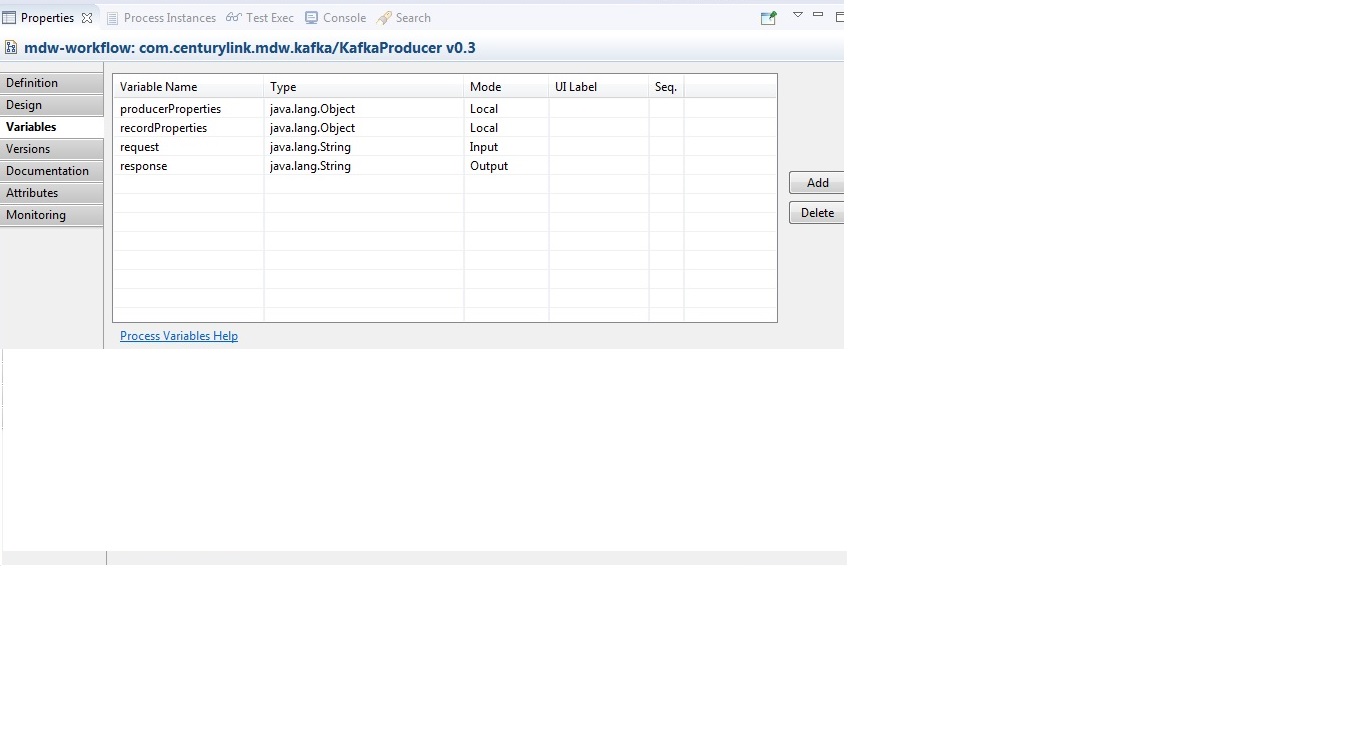 Properties Process Instances Test Exec Console Search
mdw-workflow: com.centurylink.mdw.kafka/KafkaProducer v0.3
Definition
Design
Variables
Versions
Documentation
Attributes
Monitoring
Variable Name Type Mode UI Label Seq.
producerProperties java.lang.Object Local
recordProperties java.lang.Object Local
request java.lang.String Input
response java.lang.String Output
Add
Delete
Process Variables Help